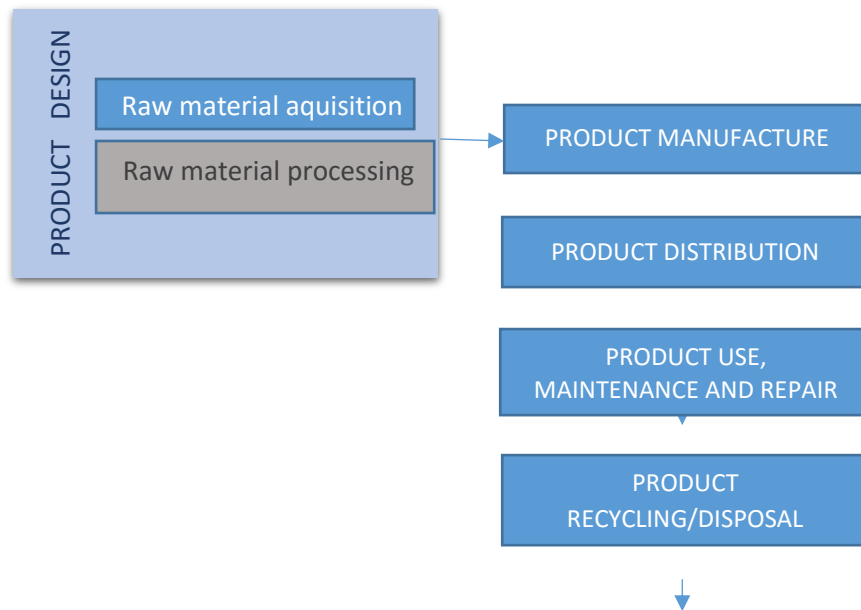 PRODUCT DESIGN
Raw material aquisition
Raw material processing
PRODUCT MANUFACTURE
PRODUCT DISTRIBUTION
PRODUCT USE,
MAINTENANCE AND REPAIR
PRODUCT
RECYCLING/DISPOSAL